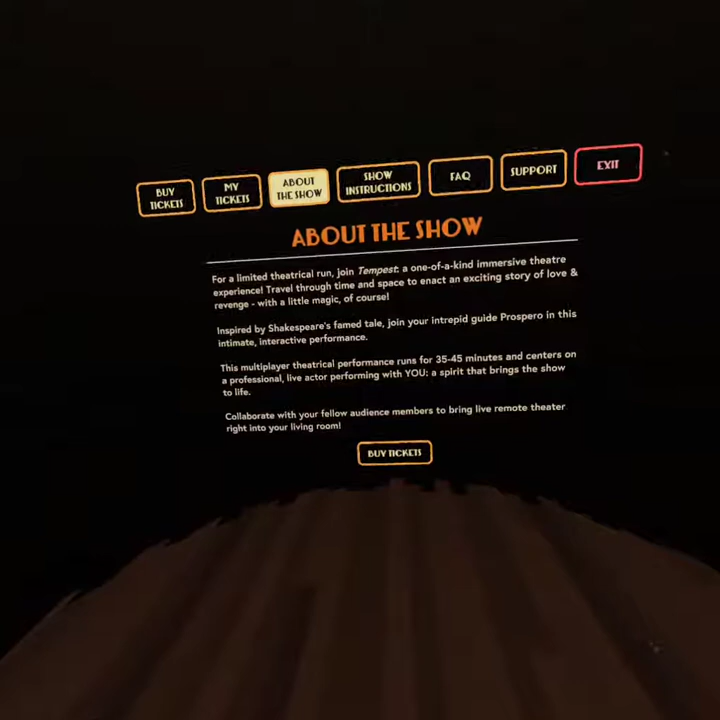 BUY
TICKETS
MY
TICKETS
ABOUT
THE SHOW
SHOW
INSTRUCTIONS
FAQ
SUPPORT
EXIT
ABOUT THE SHOW
For a limited theatrical run, join Tempest: a one-of-a-kind immersive theatre
experience! Travel through time and space to enact an exciting story of love &
revenge - with a little magic, of course!
Inspired by Shakespeare's famed tale, join your intrepid guide Prospero in this
intimate, interactive performance.
This multiplayer theatrical performance runs for 35-45 minutes and centers on
a professional, live actor performing with YOU: a spirit that brings the show
to life.
Collaborate with your fellow audience members to bring live remote theater
right into your living room!
BUY TICKETS